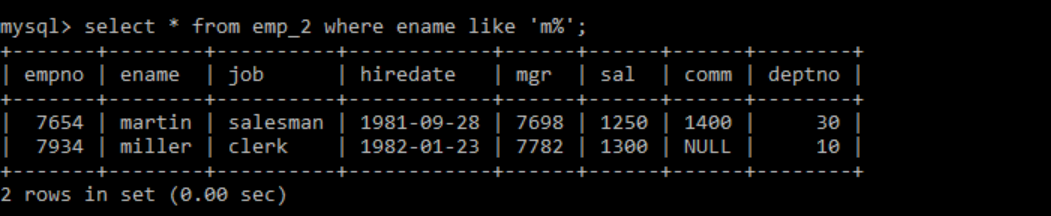 mysql> select * from emp_2 where ename like 'm%';
+-------+--------+----------+------------+------+------+------+--------+
| empno | ename  | job      | hiredate   | mgr  | sal  | comm | deptno |
+-------+--------+----------+------------+------+------+------+--------+
|  7654 | martin | salesman | 1981-09-28 | 7698 | 1250 | 1400 |     30 |
|  7934 | miller | clerk    | 1982-01-23 | 7782 | 1300 | NULL |     10 |
+-------+--------+----------+------------+------+------+------+--------+
2 rows in set (0.00 sec)